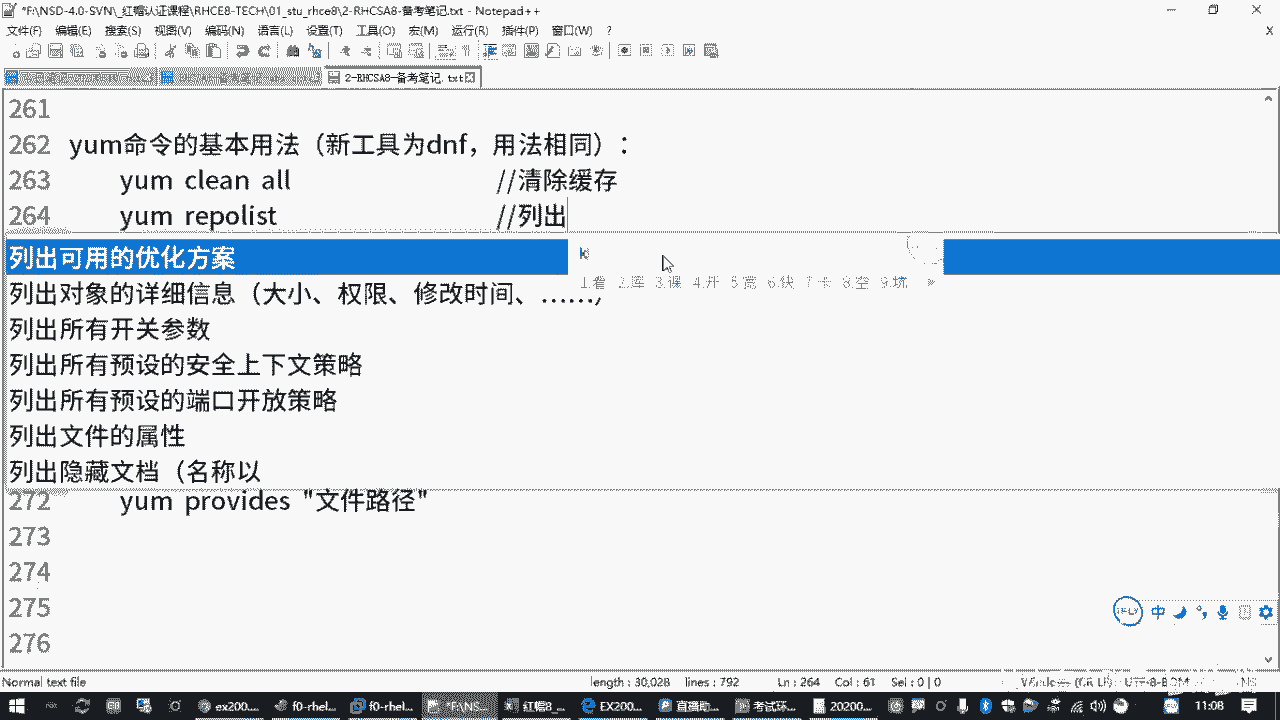 *F:\NSD-4.0-SVN\_红帽认证课程\RHCE8-TECH\01_stu_rhce8\2-RHCSA8-备考笔记.txt - Notepad++
文件(F) 编辑(E) 搜索(S) 视图(V) 编码(N) 语言(L) 设置(T) 工具(O) 宏(M) 运行(R) 插件(P) 窗口(W) ? X
2-RHCSA8-备考笔记.txt
261
262 yum命令的基本用法（新工具为dnf，用法相同）：
263 yum clean all //清除缓存
264 yum repolist //列出
列出可用的优化方案 k
列出对象的详细信息（大小、权限、修改时间、…… 1.看 2.库 3.课 4.开 5.宽 6.快 7.卡 8.空 9.坑
列出所有开关参数
列出所有预设的安全上下文策略
列出所有预设的端口开放策略
列出文件的属性
列出隐藏文档（名称以
272 yum provides "文件路径"
273
274
275
276
iFLY 中
Normal text file length : 30,028 lines : 792 Ln : 264 Col : 61 Sel : 0 | 0 UTF-8-BOM
ex200... f0-rhel... f0-rhel... 红帽8_... EX200... 直播助... 考试环... 20200... 11:08